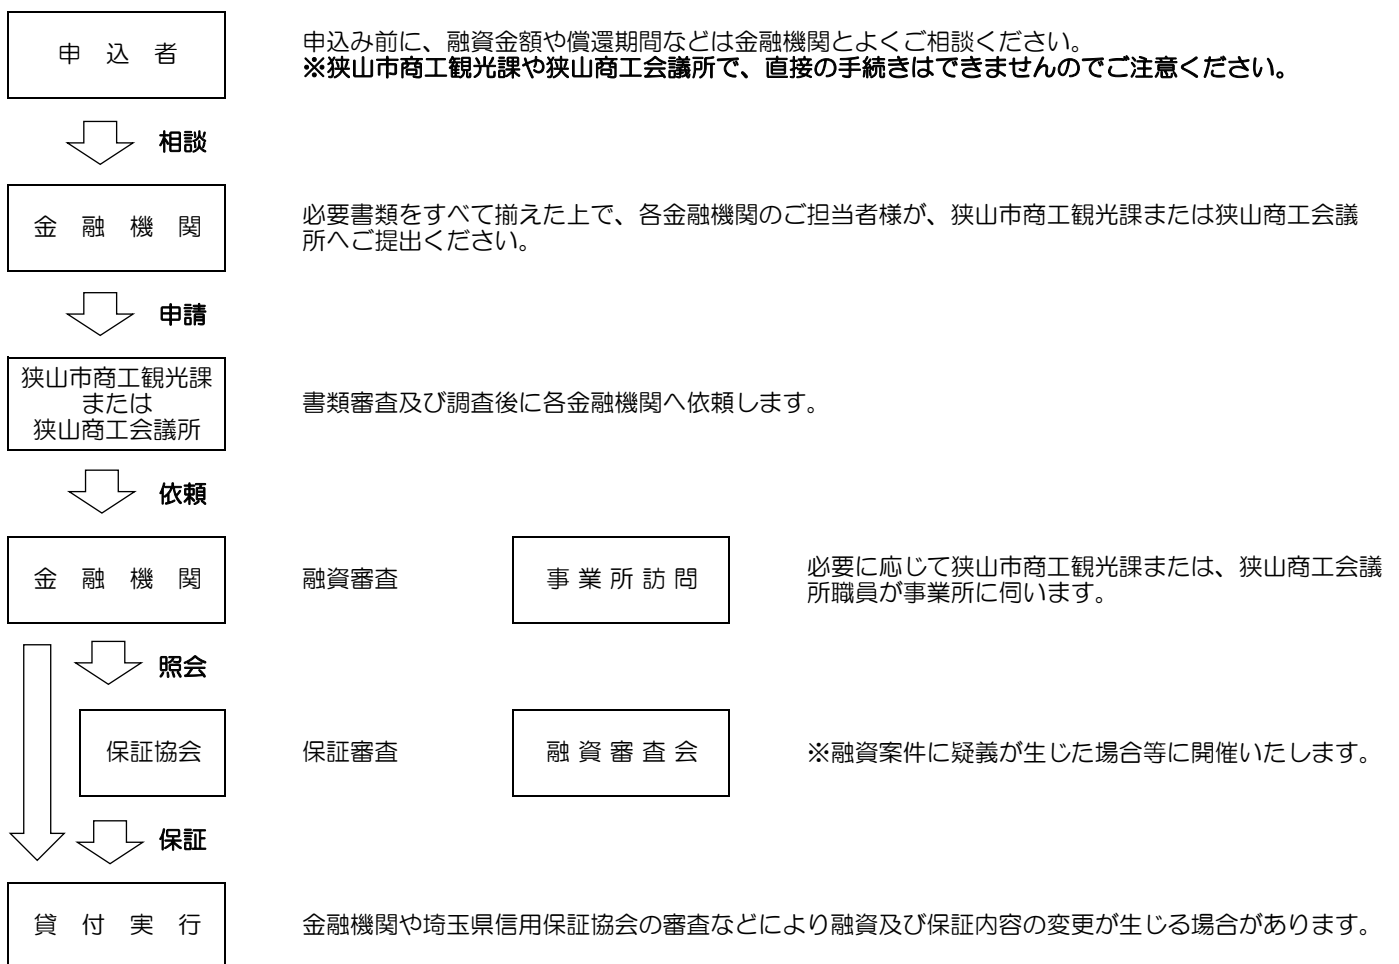 申込者
申込み前に、融資金額や償還期間などは金融機関とよくご相談ください。
※狭山市商工観光課や狭山商工会議所で、直接の手続きはできませんのでご注意ください。
相談
金融機関
必要書類をすべて揃えた上で、各金融機関のご担当者様が、狭山市商工観光課または狭山商工会議
所へご提出ください。
申請
狭山市商工観光課
または
狭山商工会議所
書類審査及び調査後に各金融機関へ依頼します。
依頼
金融機関
融資審査
事業所訪問
必要に応じて狭山市商工観光課または、狭山商工会議
所職員が事業所に伺います。
照会
保証協会
保証審査
融資審査会
※融資案件に疑義が生じた場合等に開催いたします。
保証
貸付実行
金融機関や埼玉県信用保証協会の審査などにより融資及び保証内容の変更が生じる場合があります。